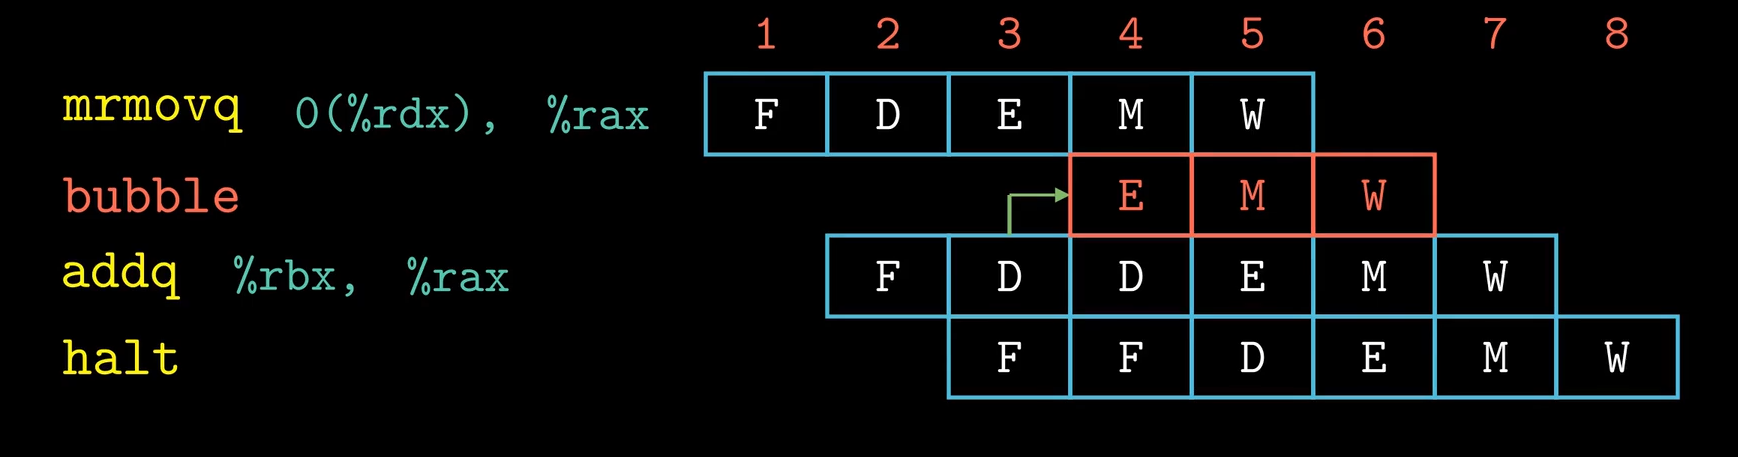 1 2 3 4 5 6 7 8
mrmovq 0(%rdx), %rax F D E M W
bubble E M W
addq %rbx, %rax F D D E M W
halt F F D E M W